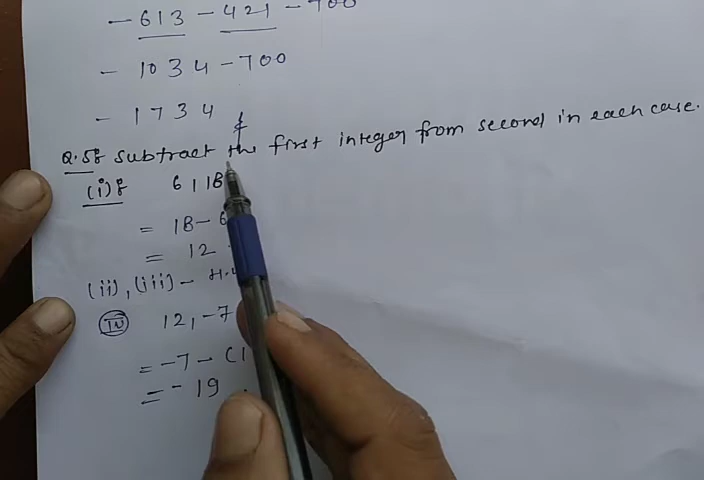 - 613 - 421 - 700
- 1034 - 700
- 1734
Q.5: subtract the first integer from second in each case.
(i): 6, 18
= 18 - 6
= 12
(ii), (iii) - H.
(iv) 12, -7
= -7 - (1
= - 19